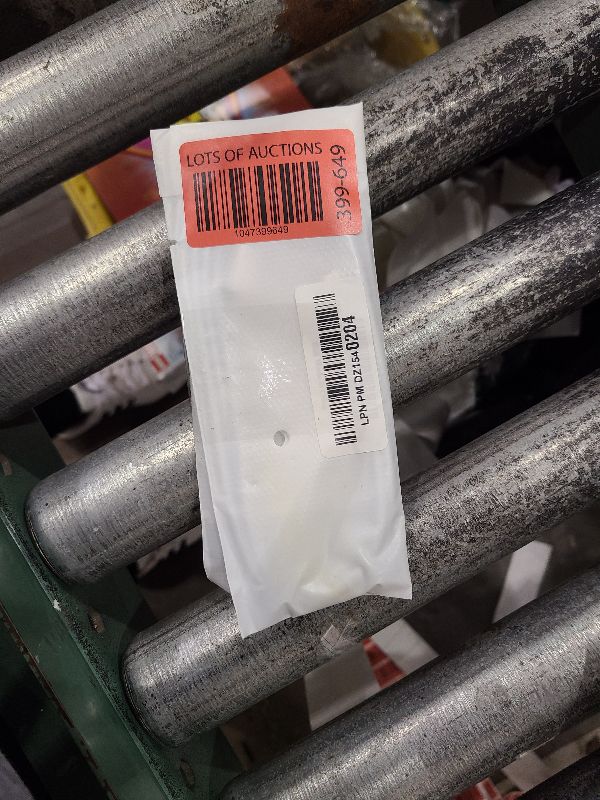 LOTS OF AUCTIONS
1047399649
399-649
LPN PM DZ1540204